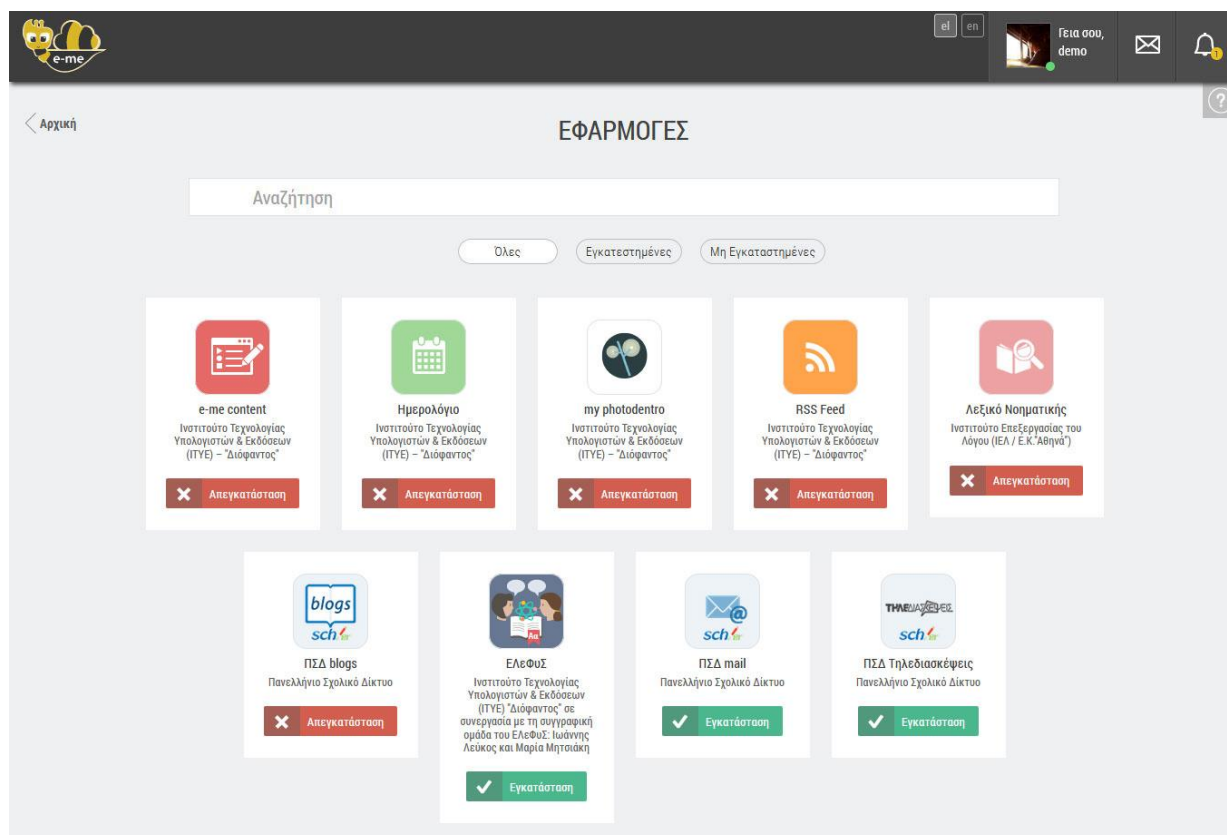 e-me
el en
Γεια σου,
demo
1
?
Αρχική
ΕΦΑΡΜΟΓΕΣ
Αναζήτηση
Όλες Εγκατεστημένες Μη Εγκαταστημένες
e-me content
Ινστιτούτο Τεχνολογίας
Υπολογιστών & Εκδόσεων
(ΙΤΥΕ) – "Διόφαντος"
Απεγκατάσταση
Ημερολόγιο
Ινστιτούτο Τεχνολογίας
Υπολογιστών & Εκδόσεων
(ΙΤΥΕ) – "Διόφαντος"
Απεγκατάσταση
my photodentro
Ινστιτούτο Τεχνολογίας
Υπολογιστών & Εκδόσεων
(ΙΤΥΕ) – "Διόφαντος"
Απεγκατάσταση
RSS Feed
Ινστιτούτο Τεχνολογίας
Υπολογιστών & Εκδόσεων
(ΙΤΥΕ) – "Διόφαντος"
Απεγκατάσταση
Λεξικό Νοηματικής
Ινστιτούτο Επεξεργασίας του
Λόγου (ΙΕΛ / Ε.Κ."Αθηνά")
Απεγκατάσταση
blogs
sch
ΠΣΔ blogs
Πανελλήνιο Σχολικό Δίκτυο
Απεγκατάσταση
Αα
ΕΛεΦυΣ
Ινστιτούτο Τεχνολογίας
Υπολογιστών & Εκδόσεων
(ΙΤΥΕ) "Διόφαντος" σε
συνεργασία με τη συγγραφική
ομάδα του ΕΛεΦυΣ: Ιωάννης
Λεύκος και Μαρία Μητσιάκη
Εγκατάσταση
@
sch
ΠΣΔ mail
Πανελλήνιο Σχολικό Δίκτυο
Εγκατάσταση
ΤΗΛΕΔΙΑΣΚΕΨΕΙΣ
sch
ΠΣΔ Τηλεδιασκέψεις
Πανελλήνιο Σχολικό Δίκτυο
Εγκατάσταση